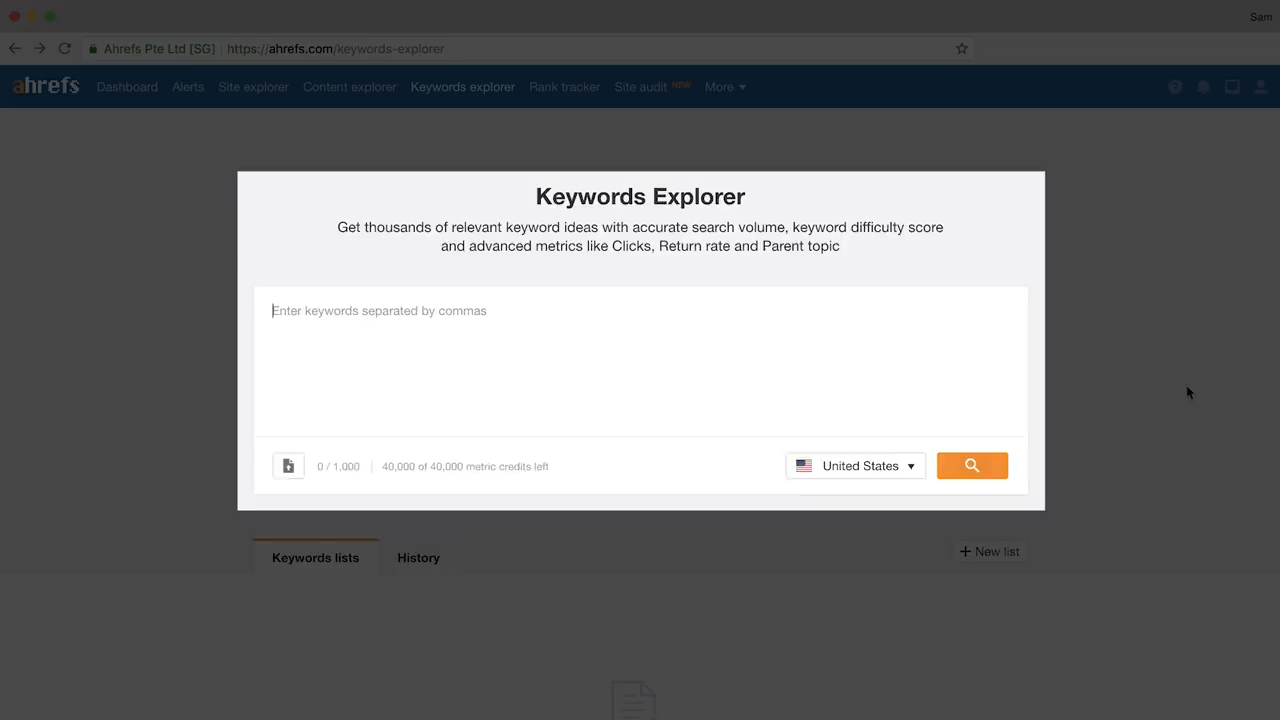 Sam
Ahrefs Pte Ltd [SG] https://ahrefs.com/keywords-explorer
ahrefs Dashboard Alerts Site explorer Content explorer Keywords explorer Rank tracker Site audit NEW More
Keywords Explorer
Get thousands of relevant keyword ideas with accurate search volume, keyword difficulty score
and advanced metrics like Clicks, Return rate and Parent topic
Enter keywords separated by commas
0 / 1,000 40,000 of 40,000 metric credits left United States
Keywords lists History + New list